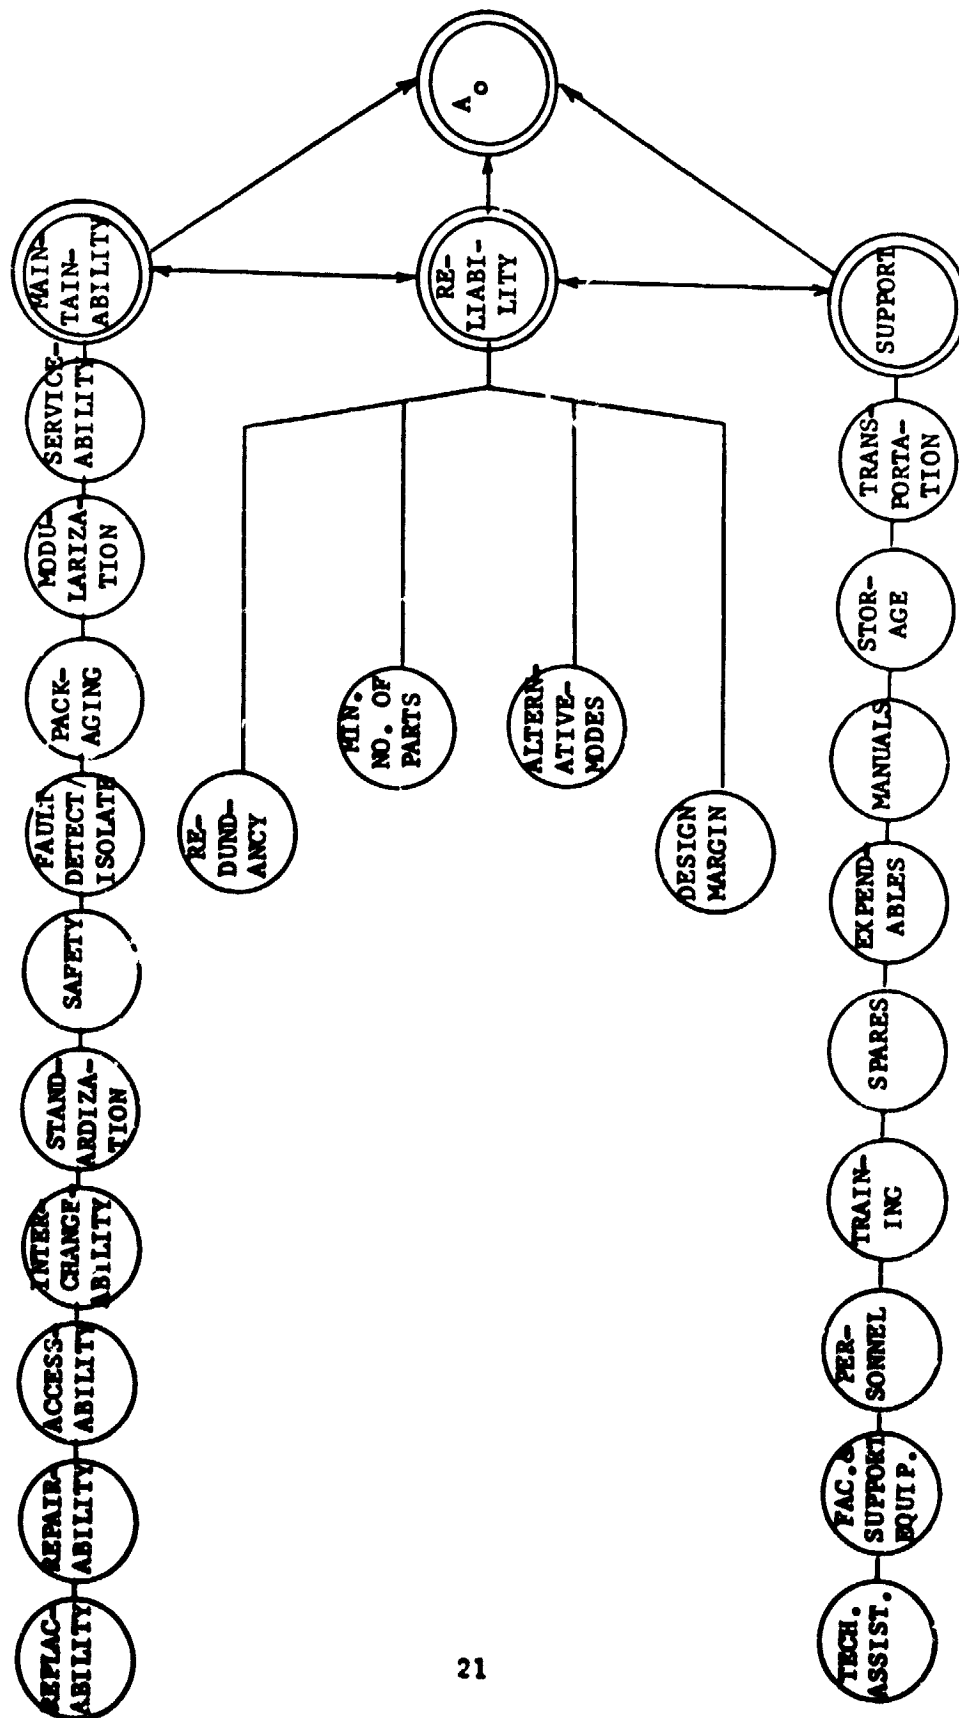 REPLAC-
ABILITY
REPAIR-
ABILITY
ACCESS-
ABILITY
INTER-
CHANGE-
ABILITY
STAND-
ARDIZA-
TION
SAFETY
FAULT
DETECT/
ISOLATE
PACK-
AGING
MODU-
LARIZA-
TION
SERVICE-
ABILITY
MAIN-
TAIN-
ABILITY
RE-
DUND-
ANCY
MIN.
NO. OF
PARTS
ALTERN-
ATIVE-
MODES
DESIGN
MARGIN
RE-
LIABI-
LITY
Ao
TECH.
ASSIST.
FAC.&
SUPPORT
EQUIP.
PER-
SONNEL
TRAIN-
ING
SPARES
EXPEND-
ABLES
MANUALS
STOR-
AGE
TRANS-
PORTA-
TION
SUPPORT
21